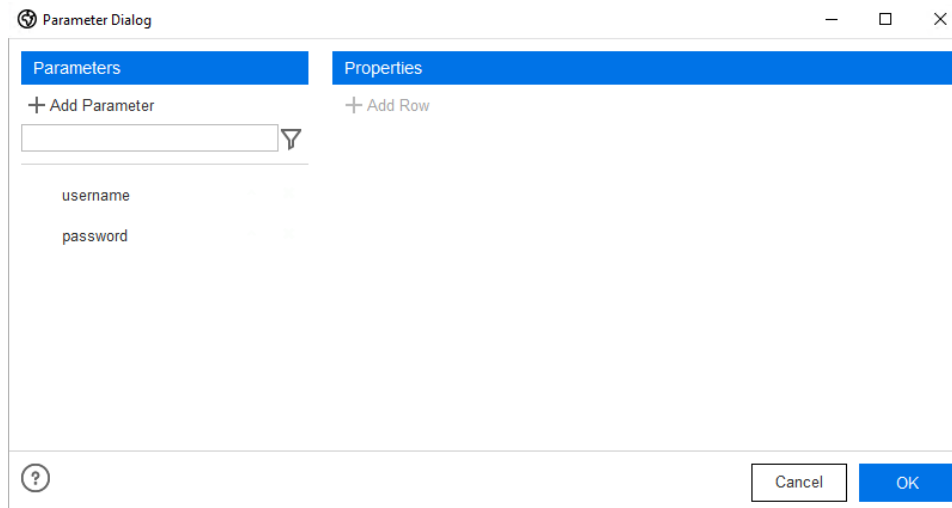 Parameter Dialog
Parameters
Add Parameter
username
password
Properties
Add Row
?
Cancel
OK